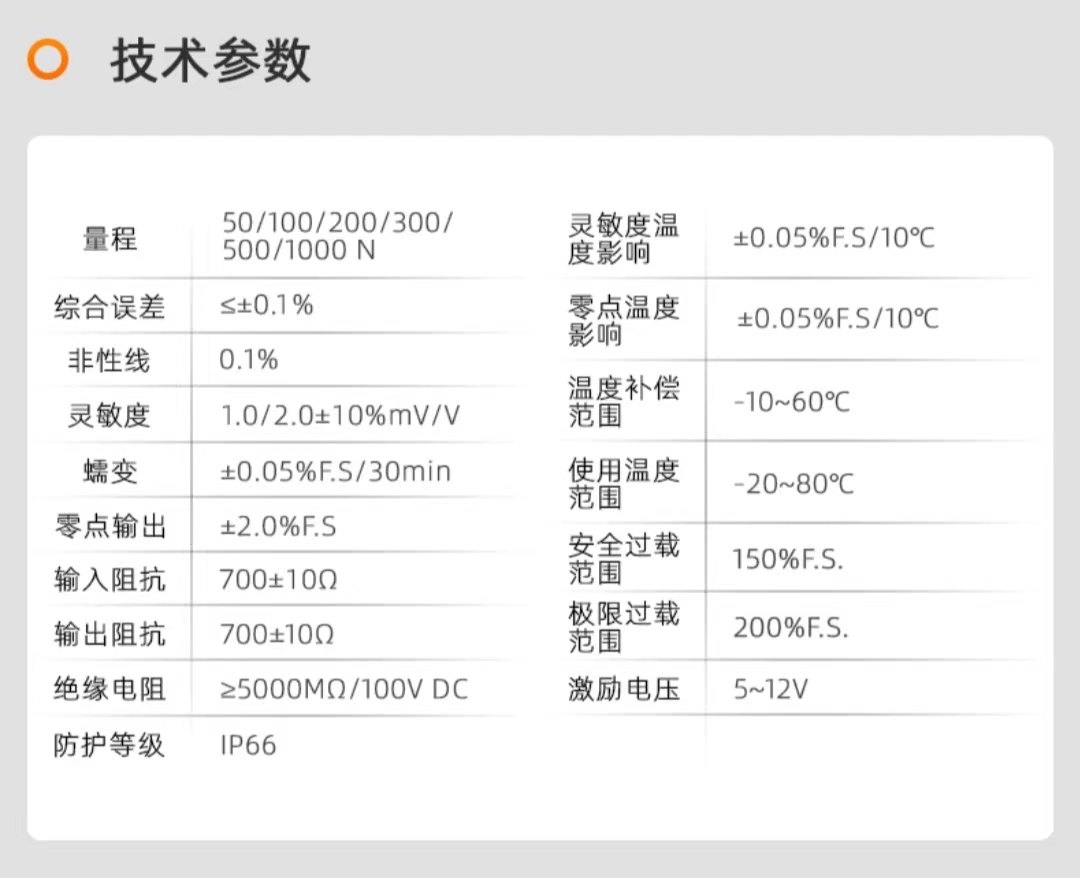 技术参数
量程
50/100/200/300/
500/1000 N
综合误差
≤±0.1%
非性线
0.1%
灵敏度
1.0/2.0±10%mV/V
蠕变
±0.05%F.S/30min
零点输出
±2.0%F.S
输入阻抗
700±10Ω
输出阻抗
700±10Ω
绝缘电阻
≥5000MΩ/100V DC
防护等级
IP66
灵敏度温
度影响
±0.05%F.S/10℃
零点温度
影响
±0.05%F.S/10℃
温度补偿
范围
-10~60℃
使用温度
范围
-20~80℃
安全过载
范围
150%F.S.
极限过载
范围
200%F.S.
激励电压
5~12V